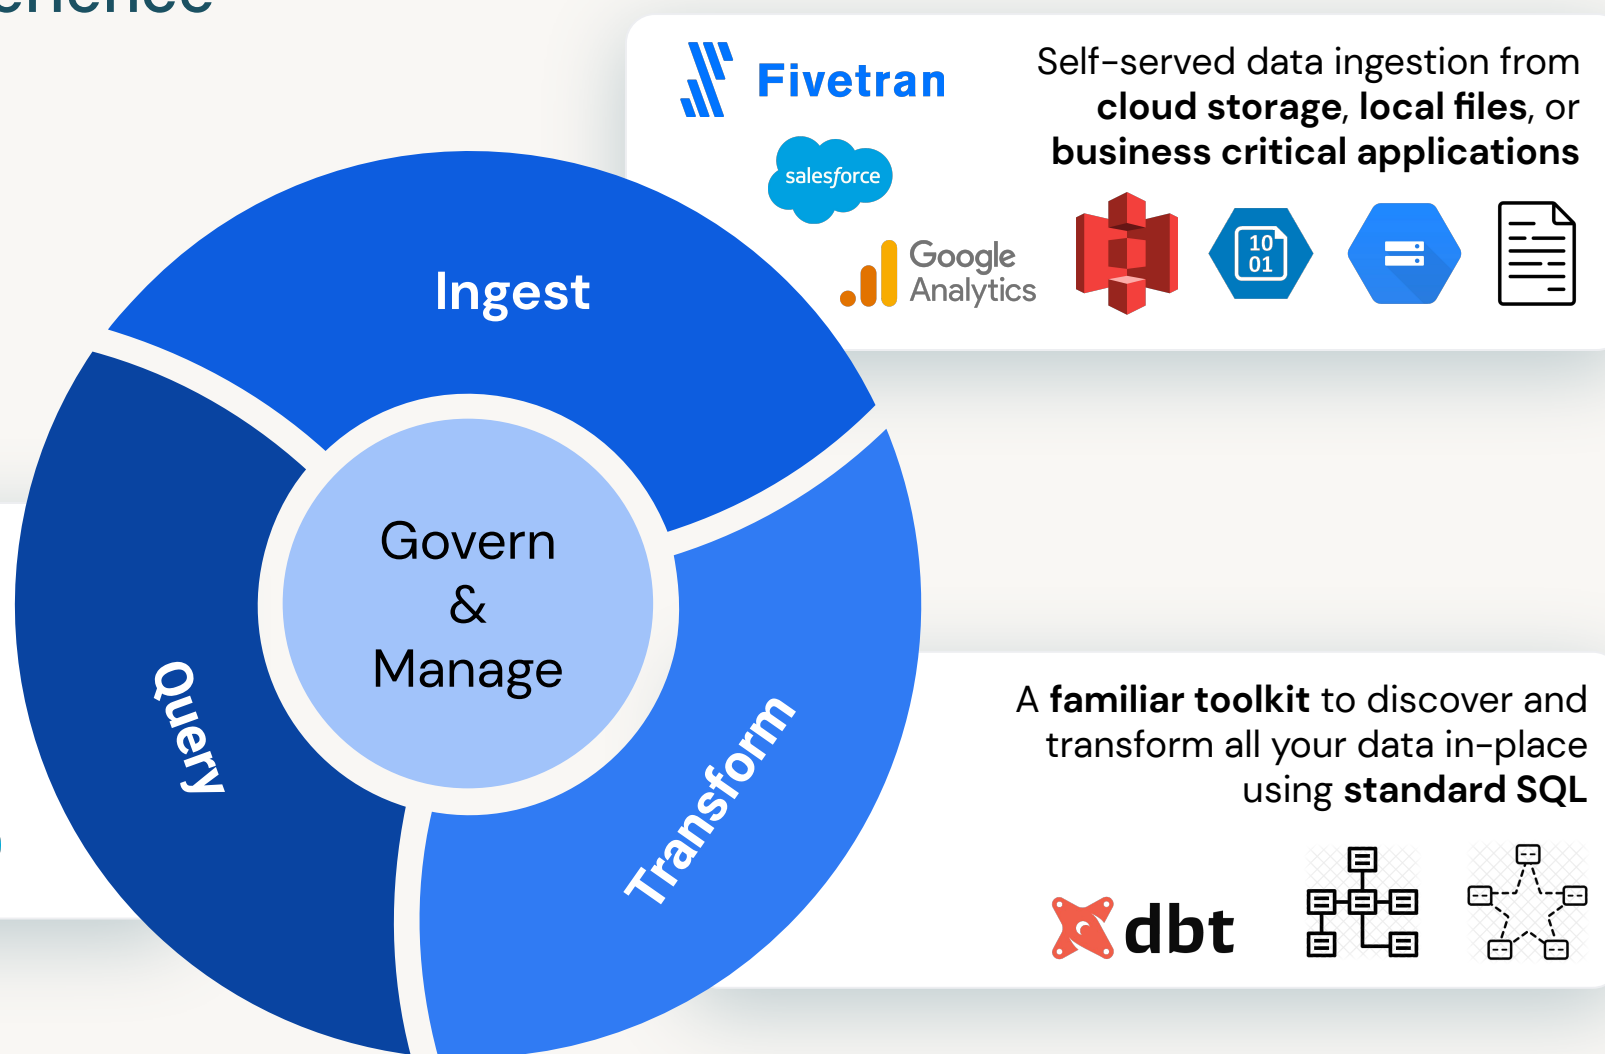 Fivetran
Self-served data ingestion from
cloud storage, local files, or
business critical applications
salesforce
Google
Analytics
10
01
Ingest
Govern
&
Manage
Query
Transform
A familiar toolkit to discover and
transform all your data in-place
using standard SQL
dbt